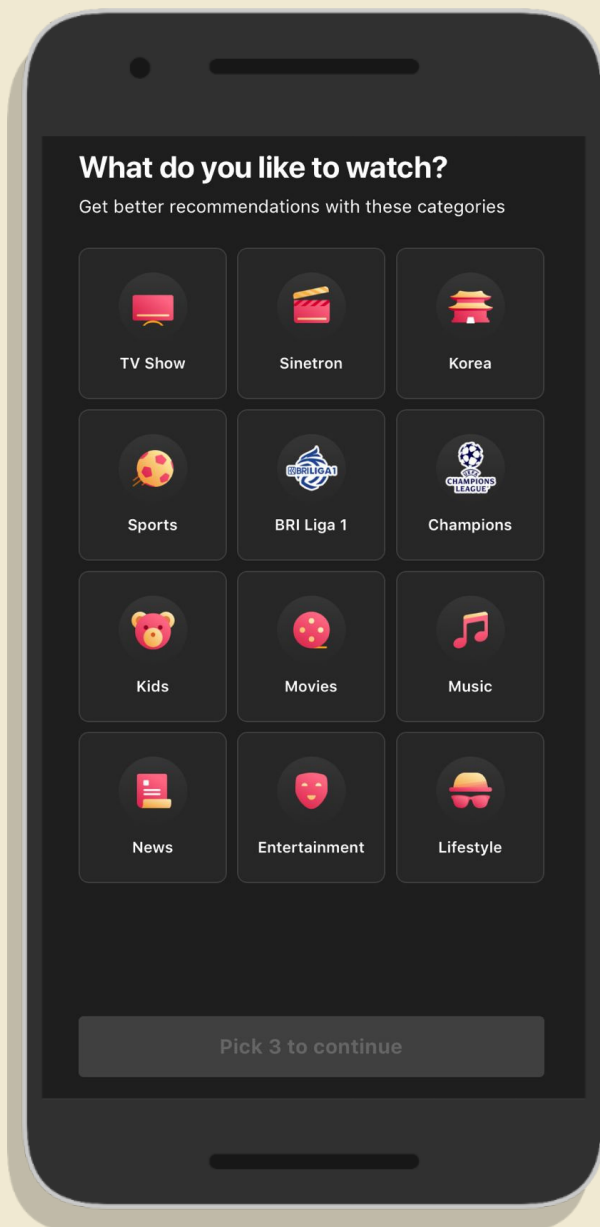 What do you like to watch?
Get better recommendations with these categories
TV Show
Sinetron
Korea
Sports
BRILIGA1
BRI Liga 1
UEFA
CHAMPIONS
LEAGUE
Champions
Kids
Movies
Music
News
Entertainment
Lifestyle
Pick 3 to continue